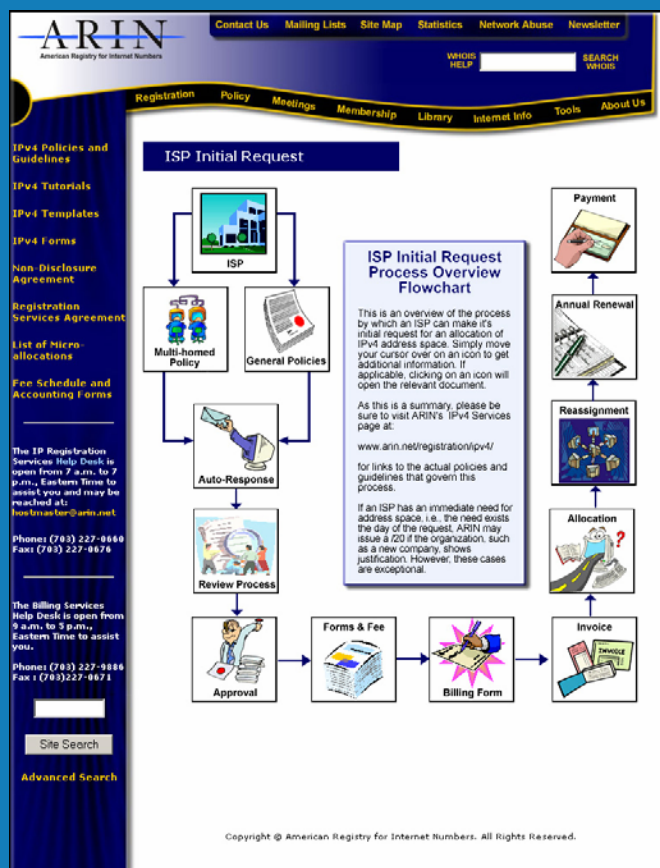 ARIN
American Registry for Internet Numbers
Contact Us Mailing Lists Site Map Statistics Network Abuse Newsletter
WHOIS
HELP
SEARCH
WHOIS
Registration Policy Meetings Membership Library Internet Info Tools About Us
IPv4 Policies and
Guidelines
IPv4 Tutorials
IPv4 Templates
IPv4 Forms
Non-Disclosure
Agreement
Registration
Services Agreement
List of Micro-
allocations
Fee Schedule and
Accounting Forms
The IP Registration
Services Help Desk is
open from 7 a.m. to 7
p.m., Eastern Time to
assist you and may be
reached at:
hostmaster@arin.net
Phone: (703) 227-0660
Fax: (703) 227-0676
The Billing Services
Help Desk is open from
9 a.m. to 5 p.m.,
Eastern Time to assist
you.
Phone: (703) 227-9886
Fax : (703)227-0671
Site Search
Advanced Search
ISP Initial Request
ISP
Multi-homed
Policy
General Policies
Auto-Response
Review Process
Approval
Forms & Fee
Billing Form
Invoice
INVOICE
Allocation
?
Reassignment
Annual Renewal
Payment
ISP Initial Request
Process Overview
Flowchart
This is an overview of the process
by which an ISP can make it's
initial request for an allocation of
IPv4 address space. Simply move
your cursor over on an icon to get
additional information. If
applicable, clicking on an icon will
open the relevant document.
As this is a summary, please be
sure to visit ARIN's IPv4 Services
page at:
www.arin.net/registration/ipv4/
for links to the actual policies and
guidelines that govern this
process.
If an ISP has an immediate need for
address space, i.e., the need exists
the day of the request, ARIN may
issue a /20 if the organization, such
as a new company, shows
justification. However, these cases
are exceptional.
Copyright @ American Registry for Internet Numbers. All Rights Reserved.